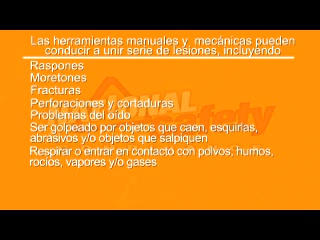 Las herramientas manuales y  mecánicas pueden
conducir a unir serie de lesiones, incluyendo
Raspones
Moretones
Fracturas
Perforaciones y cortaduras
Problemas del oído
Ser golpeado por objetos que caen, esquirlas,
abrasivos y/o objetos que salpiquen
Respirar o entrar en contacto con polvos, humos,
rocíos, vapores y/o gases